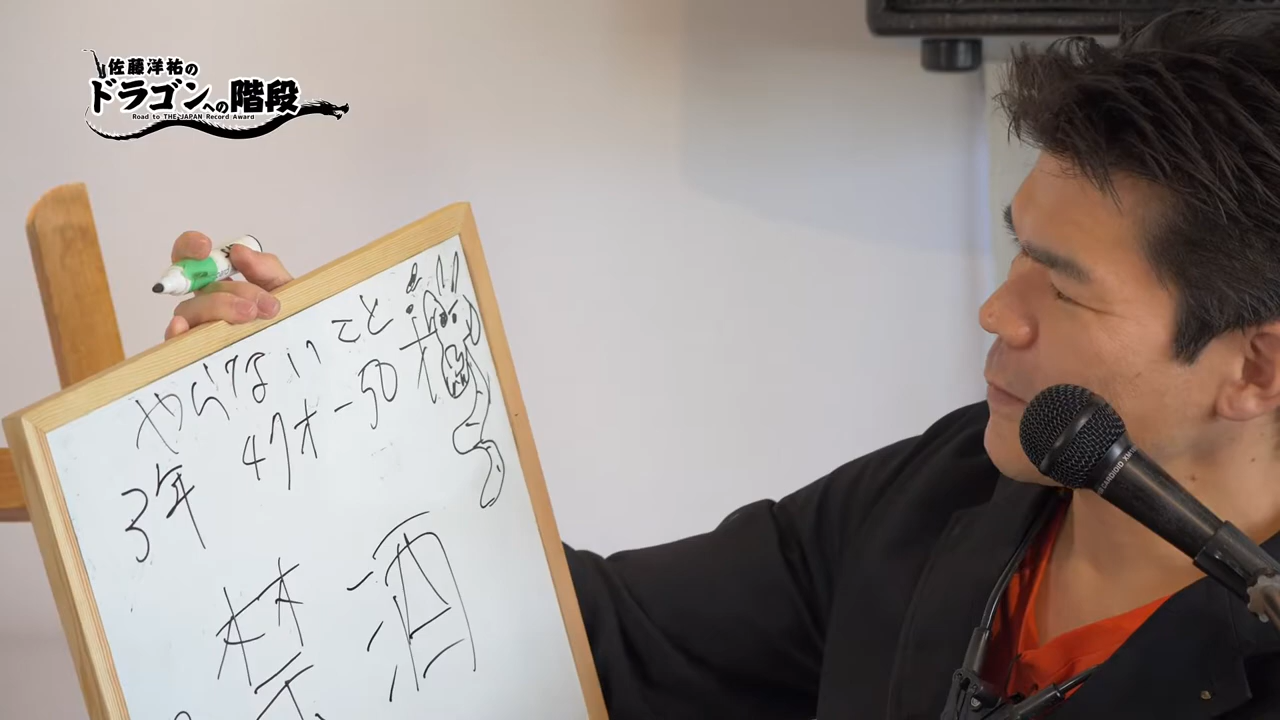 佐藤洋祐の
ドラゴンへの階段
Road to THE JAPAN Record Award
やらないこと
3年 47才-50才
禁酒
CARDIOID